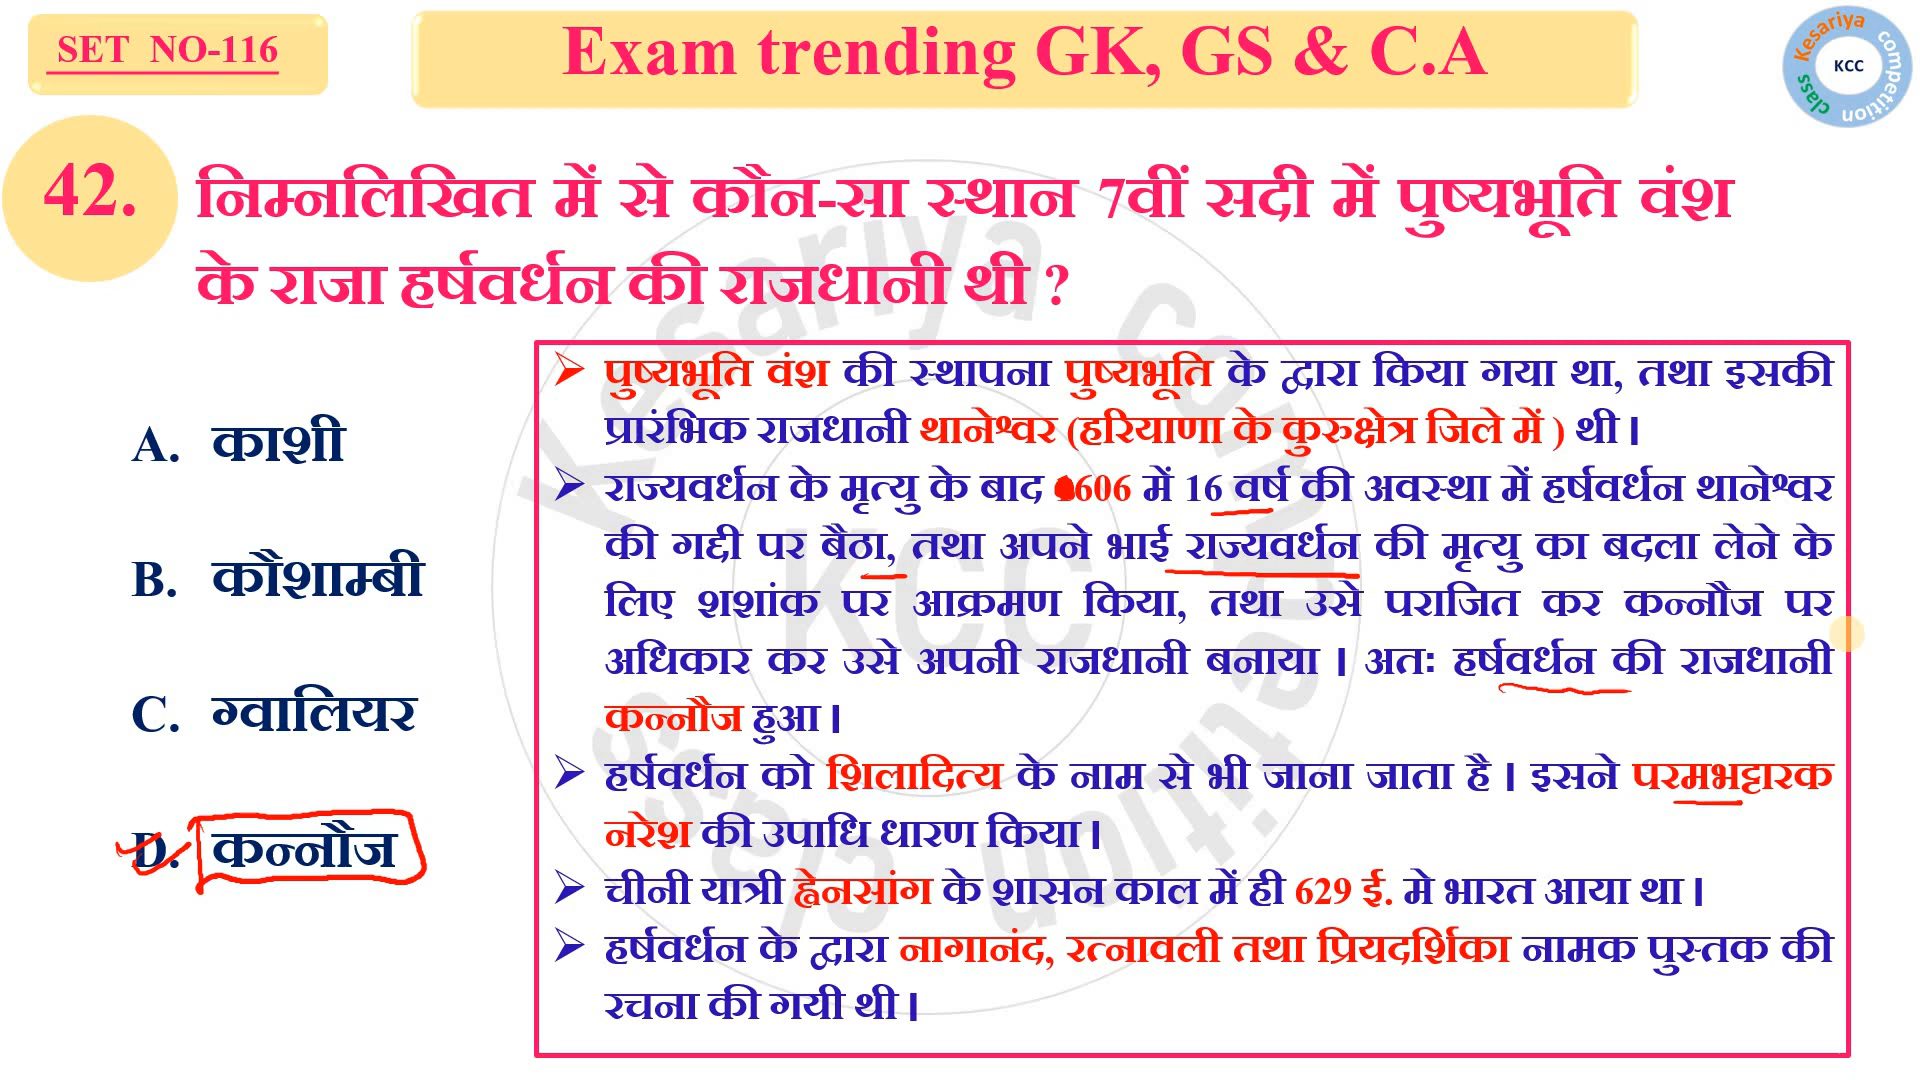 SET NO-116
Exam trending GK, GS & C.A
Kesariya competition class
KCC
42. निम्नलिखित में से कौन-सा स्थान 7वीं सदी में पुष्यभूति वंश
के राजा हर्षवर्धन की राजधानी थी ?
A. काशी
B. कौशाम्बी
C. ग्वालियर
D. कन्नौज
पुष्यभूति वंश की स्थापना पुष्यभूति के द्वारा किया गया था, तथा इसकी
प्रारंभिक राजधानी थानेश्वर (हरियाणा के कुरुक्षेत्र जिले में ) थी ।
राज्यवर्धन के मृत्यु के बाद 606 में 16 वर्ष की अवस्था में हर्षवर्धन थानेश्वर
की गद्दी पर बैठा, तथा अपने भाई राज्यवर्धन की मृत्यु का बदला लेने के
लिए शशांक पर आक्रमण किया, तथा उसे पराजित कर कन्नौज पर
अधिकार कर उसे अपनी राजधानी बनाया । अतः हर्षवर्धन की राजधानी
कन्नौज हुआ ।
हर्षवर्धन को शिलादित्य के नाम से भी जाना जाता है । इसने परमभट्टारक
नरेश की उपाधि धारण किया ।
चीनी यात्री ह्वेनसांग के शासन काल में ही 629 ई. मे भारत आया था ।
हर्षवर्धन के द्वारा नागानंद, रत्नावली तथा प्रियदर्शिका नामक पुस्तक की
रचना की गयी थी ।
Kesariya competition class
KCC